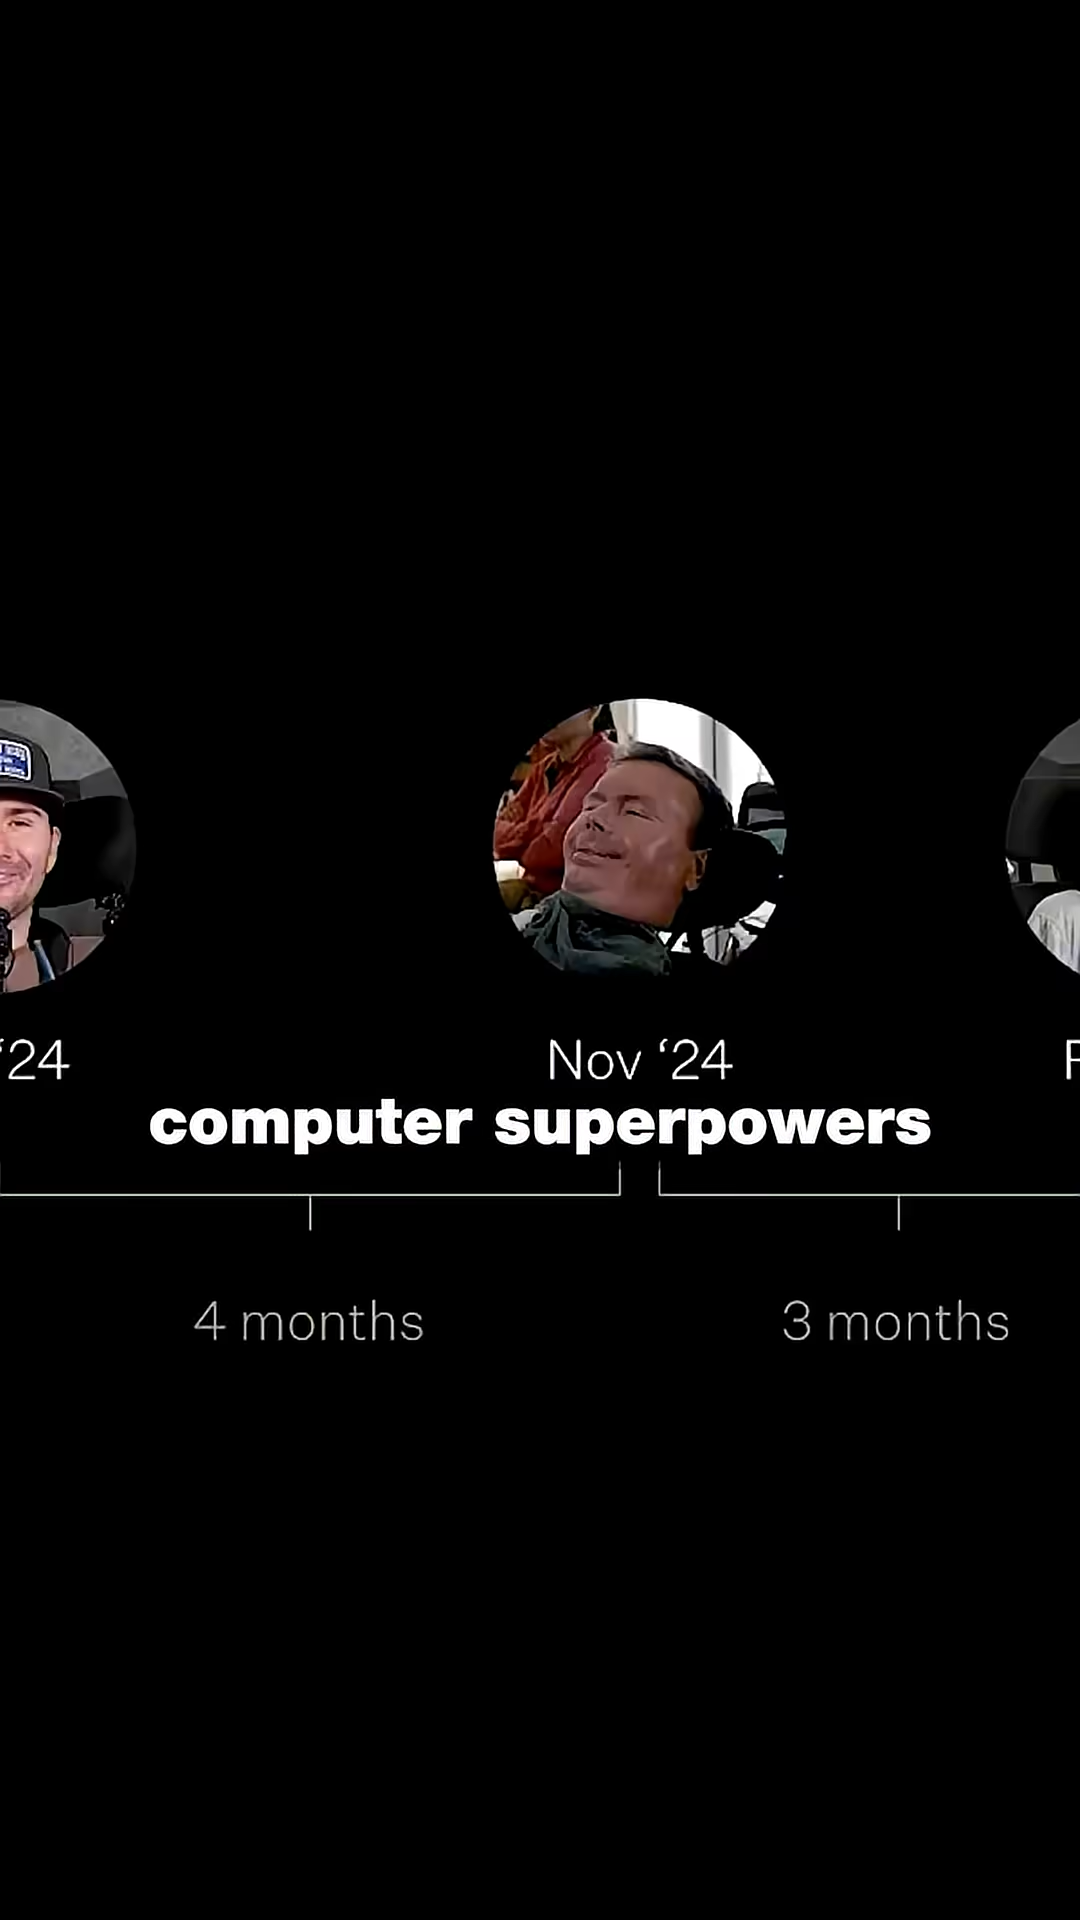 ‘24
Nov ‘24
F
computer superpowers
4 months
3 months